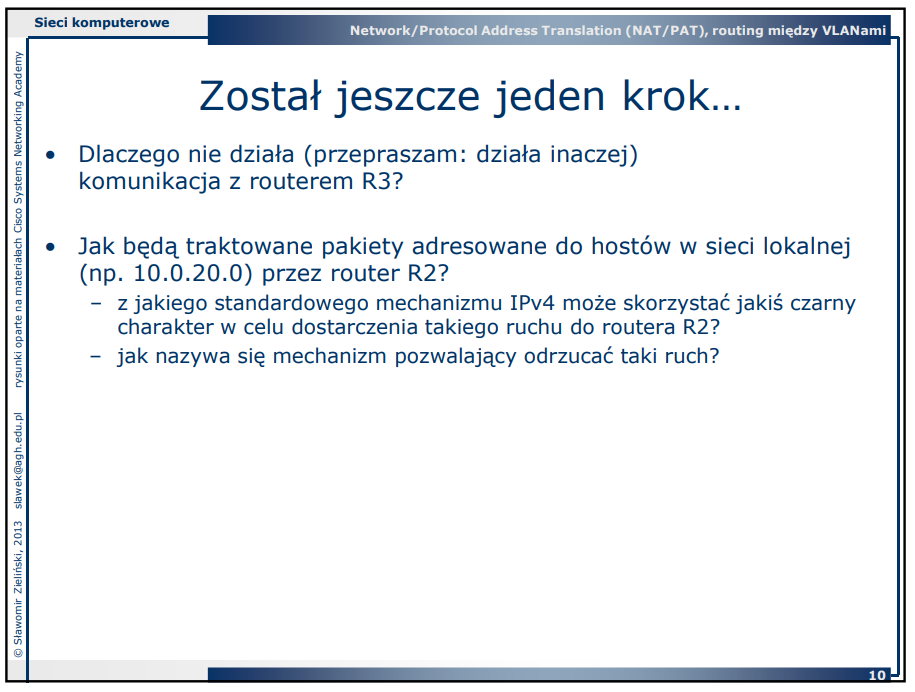 Sieci komputerowe
Network/Protocol Address Translation (NAT/PAT), routing między VLANami
Został jeszcze jeden krok…
• Dlaczego nie działa (przepraszam: działa inaczej)
komunikacja z routerem R3?
• Jak będą traktowane pakiety adresowane do hostów w sieci lokalnej
(np. 10.0.20.0) przez router R2?
– z jakiego standardowego mechanizmu IPv4 może skorzystać jakiś czarny
charakter w celu dostarczenia takiego ruchu do routera R2?
– jak nazywa się mechanizm pozwalający odrzucać taki ruch?
© Sławomir Zieliński, 2013 slawek@agh.edu.pl rysunki oparte na materiałach Cisco Systems Networking Academy
10